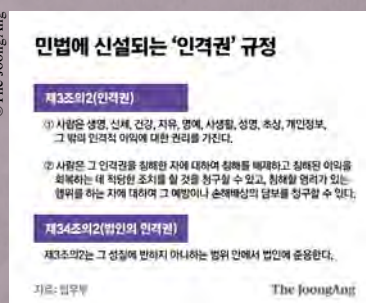 © The JoongAng
민법에 신설되는 '인격권' 규정
제3조의2(인격권)
① 사람은 생명, 신체, 건강, 자유, 명예, 사생활, 성명, 초상, 개인정보,
그 밖의 인격적 이익에 대한 권리를 가진다.
② 사람은 그 인격권을 침해한 자에 대하여 침해를 배제하고 침해된 이익을
회복하는 데 적당한 조치를 할 것을 청구할 수 있고, 침해할 염려가 있는
행위를 하는 자에 대하여 그 예방이나 손해배상의 담보를 청구할 수 있다.
제34조의2(법인의 인격권)
제3조의2는 그 성질에 반하지 아니하는 범위 안에서 법인에 준용한다.
자료: 법무부
The JoongAng